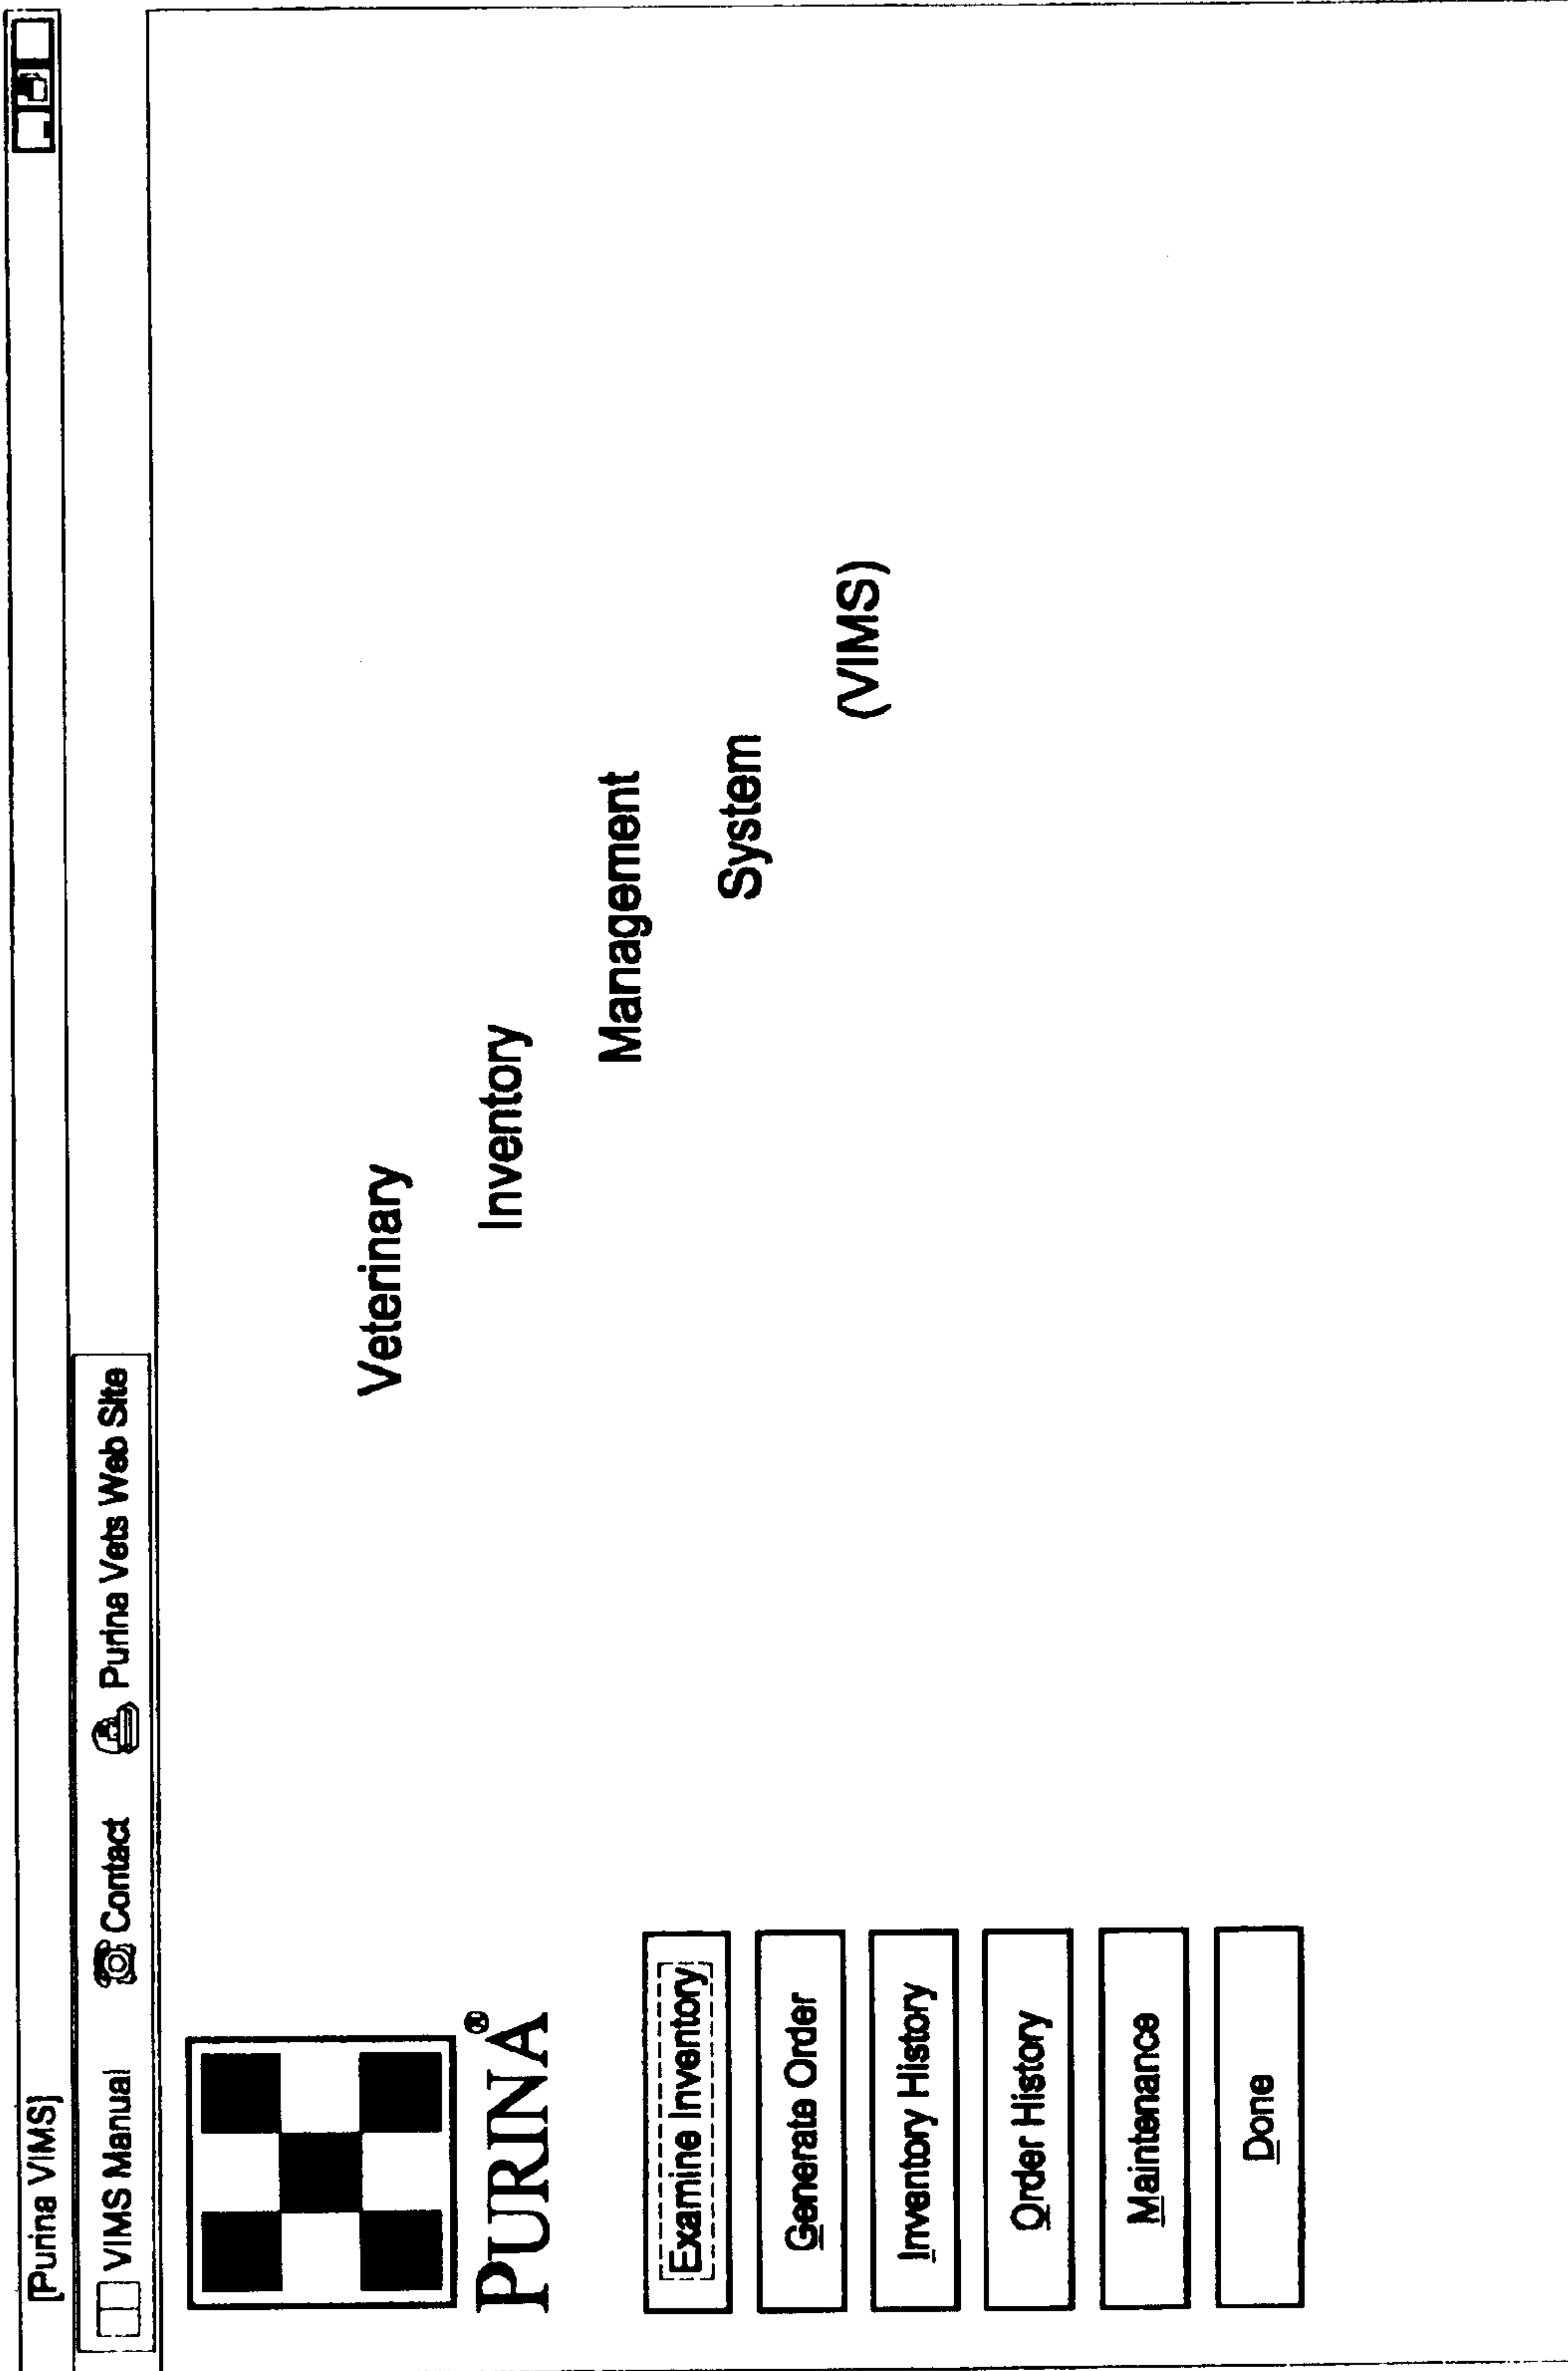 [Purina VIMS]
VIMS Manual Contact Purina Vets Web Site
PURINA®
Veterinary
Inventory
Management
System
(VIMS)
Examine Inventory
Generate Order
Inventory History
Order History
Maintenance
Done